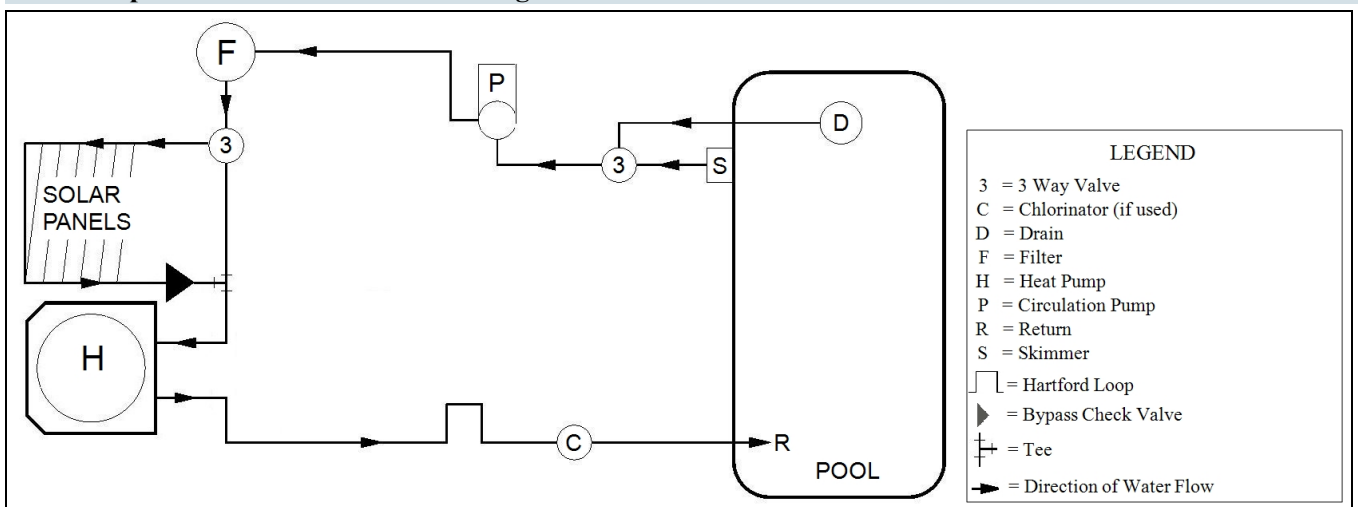 F
P
D
3
3
S
SOLAR
PANELS
H
C
R
POOL
LEGEND
3 = 3 Way Valve
C = Chlorinator (if used)
D = Drain
F = Filter
H = Heat Pump
P = Circulation Pump
R = Return
S = Skimmer
= Hartford Loop
= Bypass Check Valve
= Tee
= Direction of Water Flow